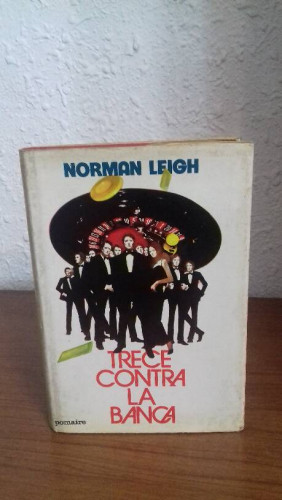 NORMAN LEIGH
TRECE
CONTRA
LA
BANCA
pomaire